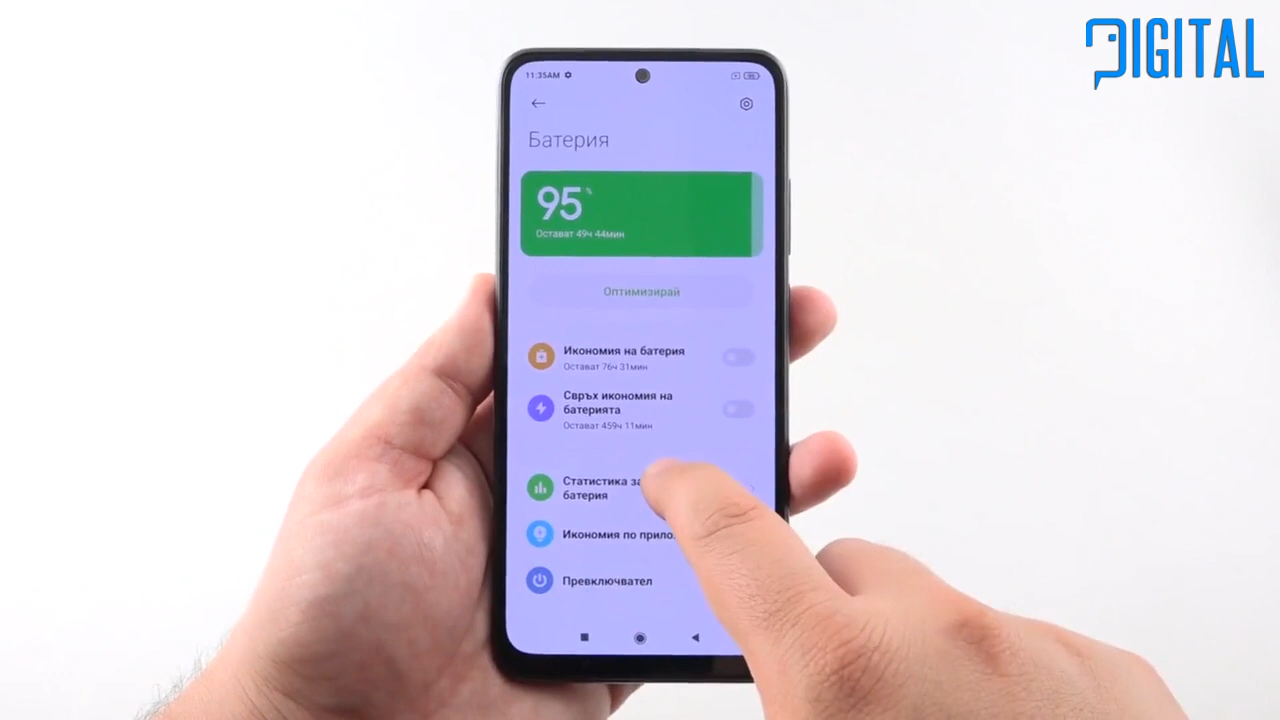 DIGITAL
11:35AM
95
Батерия
95%
Остават 49ч 44мин
Оптимизирай
Икономия на батерия
Остават 76ч 31мин
Свръх икономия на
батерията
Остават 459ч 11мин
Статистика за
батерия
Икономия по
Превключвател